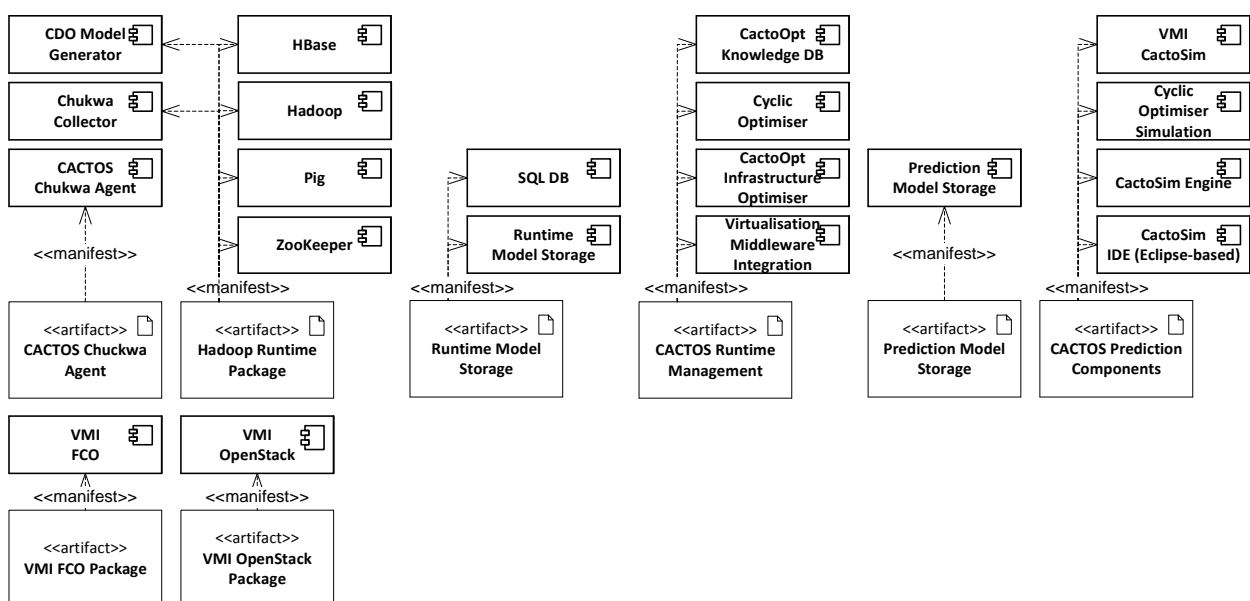 CDO Model
Generator
HBase
CactoOpt
Knowledge DB
VMI
CactoSim
Chukwa
Collector
Hadoop
Cyclic
Optimiser
Cyclic
Optimiser
Simulation
CACTOS
Chukwa Agent
Pig
SQL DB
CactoOpt
Infrastructure
Optimiser
Prediction
Model Storage
CactoSim Engine
ZooKeeper
Runtime
Model Storage
Virtualisation
Middleware
Integration
CactoSim
IDE (Eclipse-based)
<<manifest>>
<<manifest>>
<<manifest>>
<<manifest>>
<<manifest>>
<<manifest>>
<<artifact>>
CACTOS Chuckwa
Agent
<<artifact>>
Hadoop Runtime
Package
<<artifact>>
Runtime Model
Storage
<<artifact>>
CACTOS Runtime
Management
<<artifact>>
Prediction Model
Storage
<<artifact>>
CACTOS Prediction
Components
VMI
FCO
VMI
OpenStack
<<manifest>>
<<manifest>>
<<artifact>>
VMI FCO Package
<<artifact>>
VMI OpenStack
Package